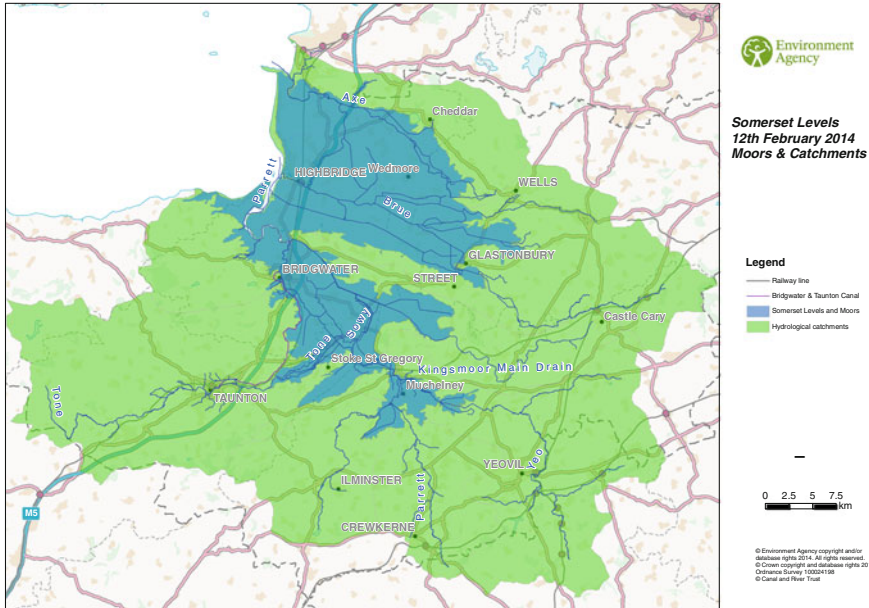 Environment
Agency
Somerset Levels
12th February 2014
Moors & Catchments
Legend
Railway line
Bridgwater & Taunton Canal
Somerset Levels and Moors
Hydrological catchments
0 2.5 5 7.5
km
© Environment Agency copyright and/or
database rights 2014. All rights reserved.
© Crown copyright and database rights 20
Ordnance Survey 100024198
© Canal and River Trust
Axe
Cheddar
Parrett
HIGHBRIDGE
Wedmore
WELLS
Brue
GLASTONBURY
BRIDGWATER
STREET
Sowy
Castle Cary
Tone
Stoke St Gregory
Kingsmoor Main Drain
Muchelney
Tone
TAUNTON
YEOVIL
Yeo
ILMINSTER
Parrett
M5
CREWKERNE